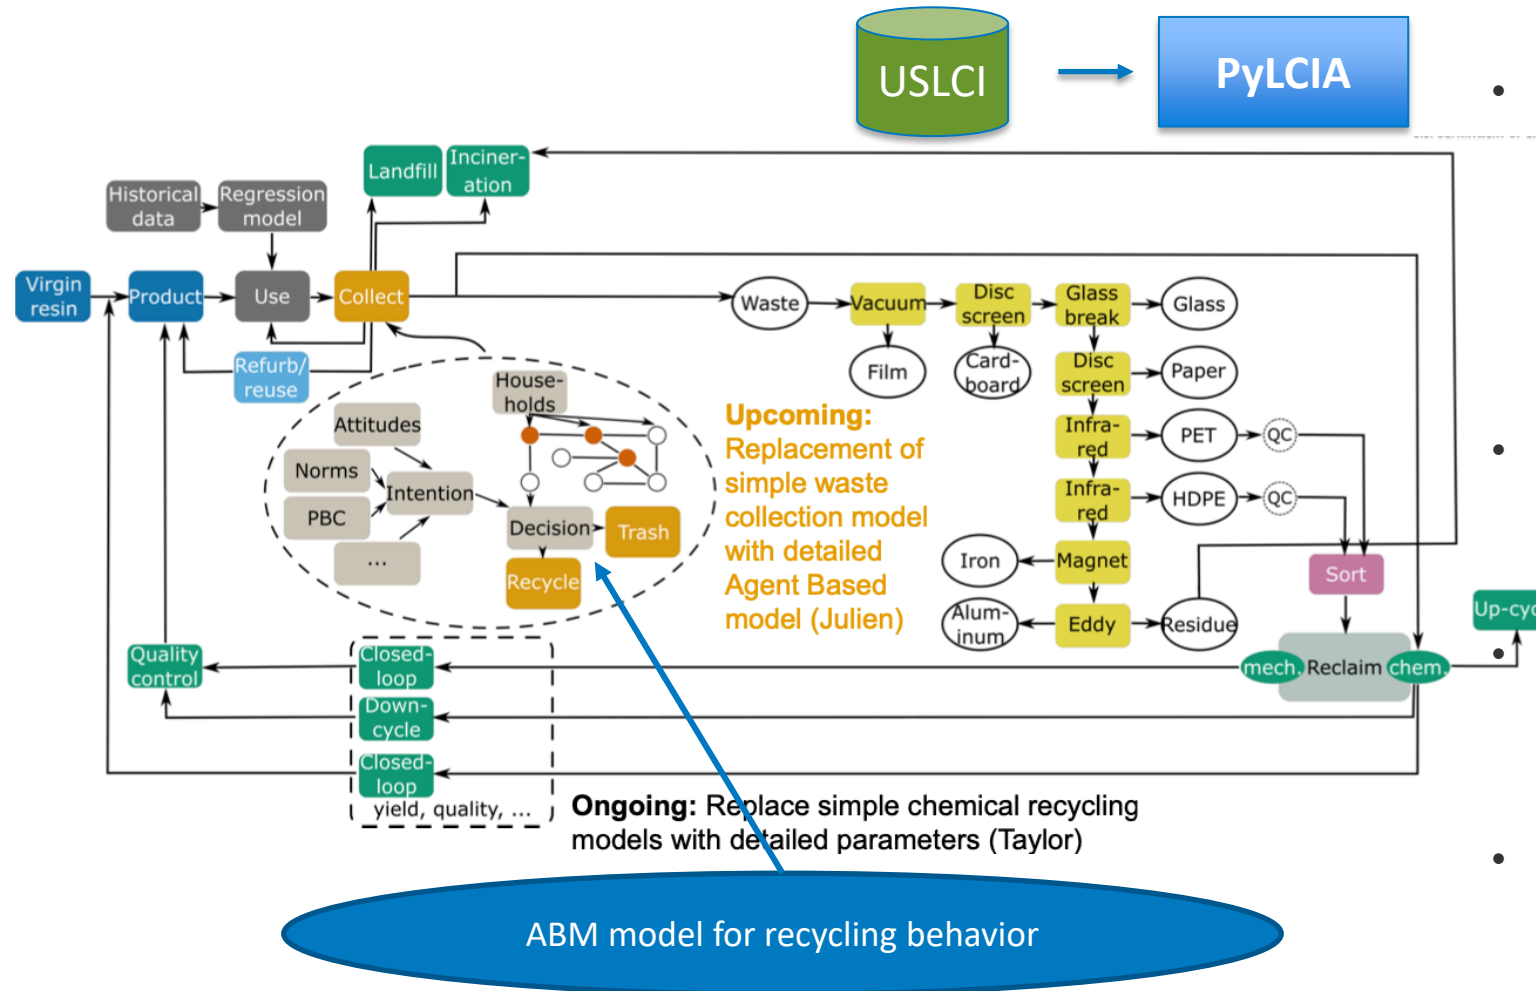 USLCI
PyLCIA
Landfill
Inciner-
ation
Historical
data
Regression
model
Virgin
resin
Product
Use
Collect
Refurb/
reuse
Waste
Vacuum
Disc
screen
Glass
break
Glass
Film
Card-
board
Disc
screen
Paper
Infra-
red
PET
QC
Infra-
red
HDPE
QC
Iron
Magnet
Alum-
inum
Eddy
Residue
Sort
mech.
Reclaim
chem.
Up-cyc
House-
holds
Attitudes
Norms
PBC
...
Intention
Decision
Trash
Recycle
Upcoming:
Replacement of
simple waste
collection model
with detailed
Agent Based
model (Julien)
Quality
control
Closed-
loop
Down-
cycle
Closed-
loop
yield, quality, ...
Ongoing: Replace simple chemical recycling
models with detailed parameters (Taylor)
ABM model for recycling behavior